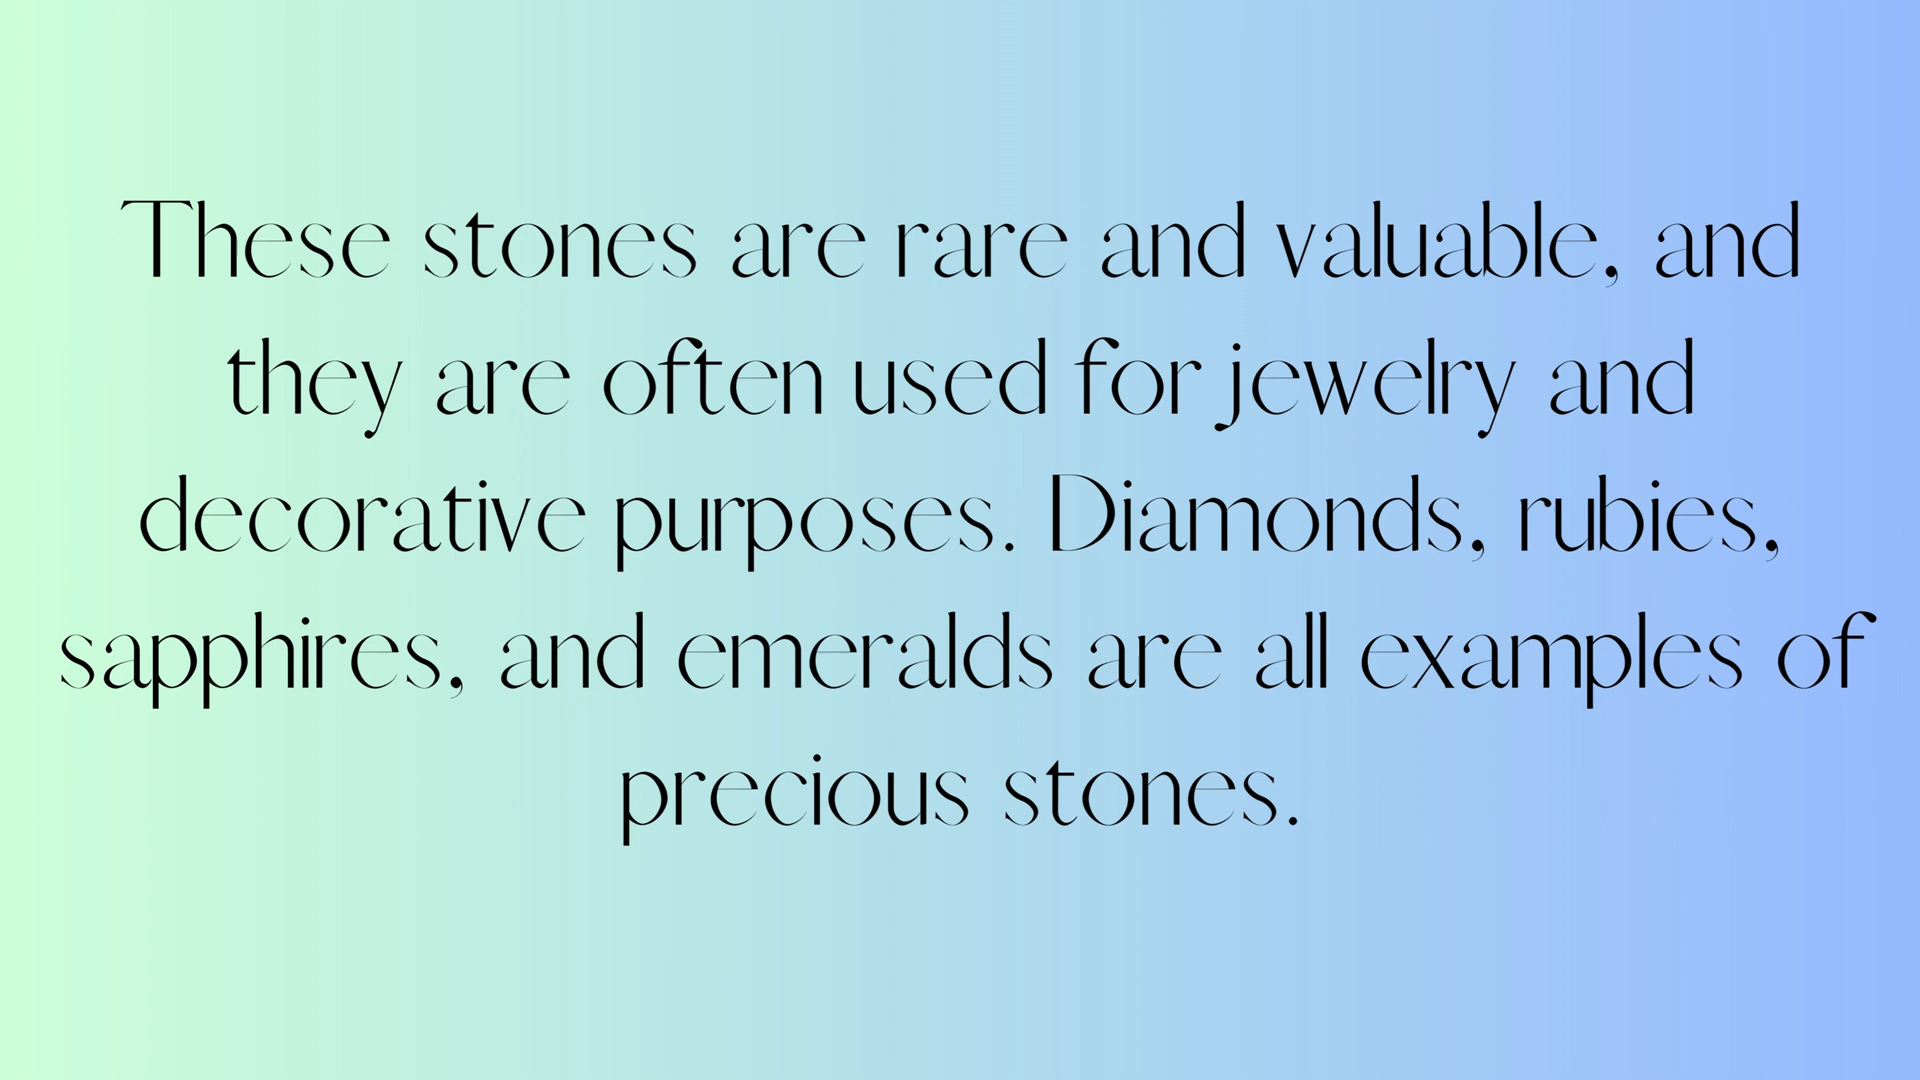 These stones are rare and valuable, and
they are often used for jewelry and
decorative purposes. Diamonds, rubies,
sapphires, and emeralds are all examples of
precious stones.